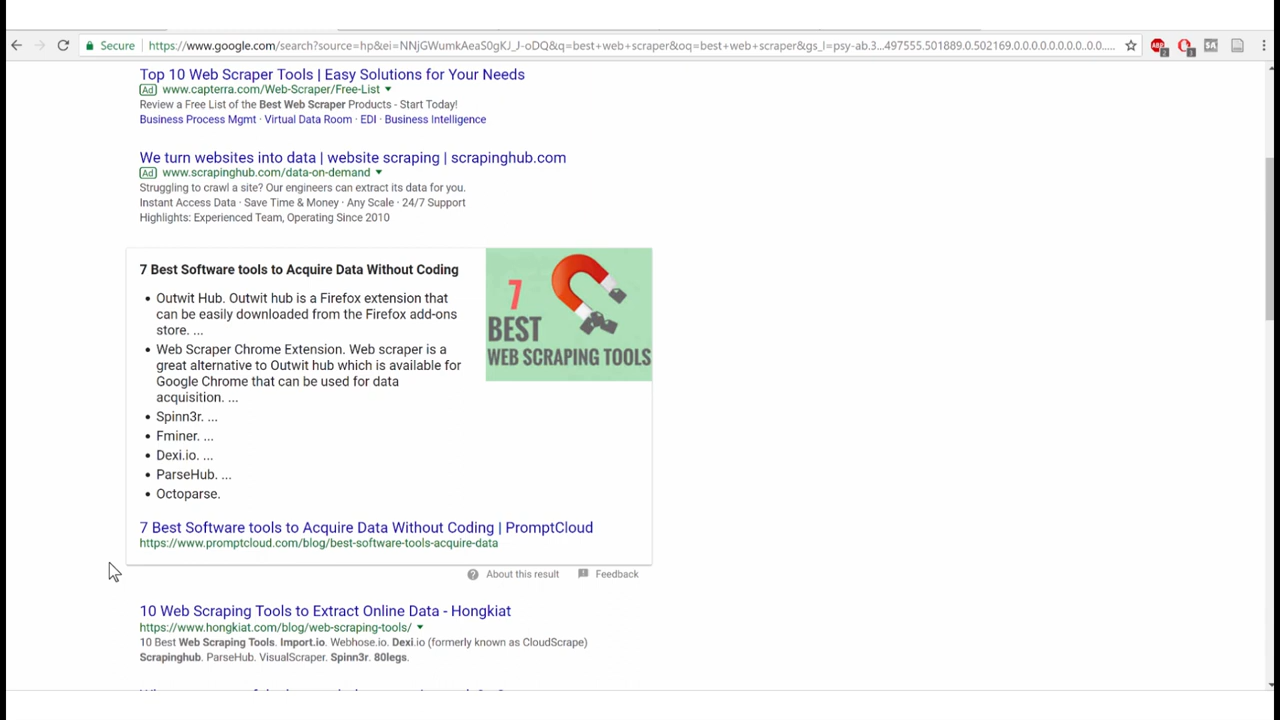 Secure https://www.google.com/search?source=hp&ei=NNjGWumkAeaS0gKJ_J-oDQ&q=best+web+scraper&oq=best+web+scraper&gs_l=psy-ab.3...497555.501889.0.502169.0.0.0.0.0.0.0.0..0.0.....
Top 10 Web Scraper Tools | Easy Solutions for Your Needs
Ad www.capterra.com/Web-Scraper/Free-List
Review a Free List of the Best Web Scraper Products - Start Today!
Business Process Mgmt · Virtual Data Room · EDI · Business Intelligence
We turn websites into data | website scraping | scrapinghub.com
Ad www.scrapinghub.com/data-on-demand
Struggling to crawl a site? Our engineers can extract its data for you.
Instant Access Data · Save Time & Money · Any Scale · 24/7 Support
Highlights: Experienced Team, Operating Since 2010
7 Best Software tools to Acquire Data Without Coding
• Outwit Hub. Outwit hub is a Firefox extension that
can be easily downloaded from the Firefox add-ons
store. ...
• Web Scraper Chrome Extension. Web scraper is a
great alternative to Outwit hub which is available for
Google Chrome that can be used for data
acquisition. ...
• Spinn3r. ...
• Fminer. ...
• Dexi.io. ...
• ParseHub. ...
• Octoparse.
7
BEST
WEB SCRAPING TOOLS
7 Best Software tools to Acquire Data Without Coding | PromptCloud
https://www.promptcloud.com/blog/best-software-tools-acquire-data
About this result Feedback
10 Web Scraping Tools to Extract Online Data - Hongkiat
https://www.hongkiat.com/blog/web-scraping-tools/
10 Best Web Scraping Tools. Import.io. Webhose.io. Dexi.io (formerly known as CloudScrape)
Scrapinghub. ParseHub. VisualScraper. Spinn3r. 80legs.